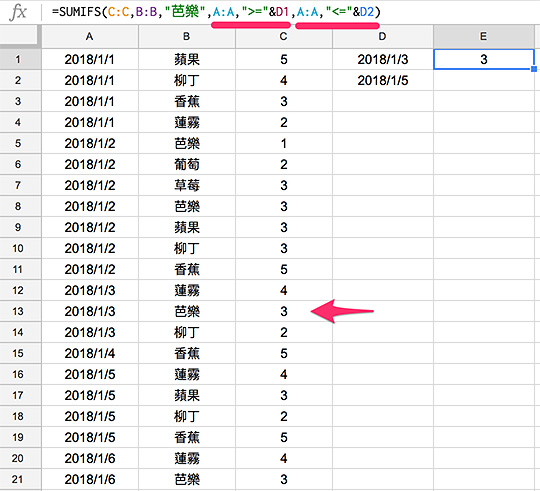 fx =SUMIFS(C:C,B:B,"芭樂",A:A,">="&D1,A:A,"<="&D2)
A B C D E
1 2018/1/1 蘋果 5 2018/1/3 3
2 2018/1/1 柳丁 4 2018/1/5
3 2018/1/1 香蕉 3
4 2018/1/1 蓮霧 2
5 2018/1/2 芭樂 1
6 2018/1/2 葡萄 2
7 2018/1/2 草莓 3
8 2018/1/2 芭樂 3
9 2018/1/2 蘋果 3
10 2018/1/2 柳丁 3
11 2018/1/2 香蕉 5
12 2018/1/3 蓮霧 4
13 2018/1/3 芭樂 3
14 2018/1/3 柳丁 2
15 2018/1/4 香蕉 5
16 2018/1/5 蓮霧 4
17 2018/1/5 蘋果 3
18 2018/1/5 柳丁 2
19 2018/1/5 香蕉 5
20 2018/1/6 蓮霧 4
21 2018/1/6 芭樂 3